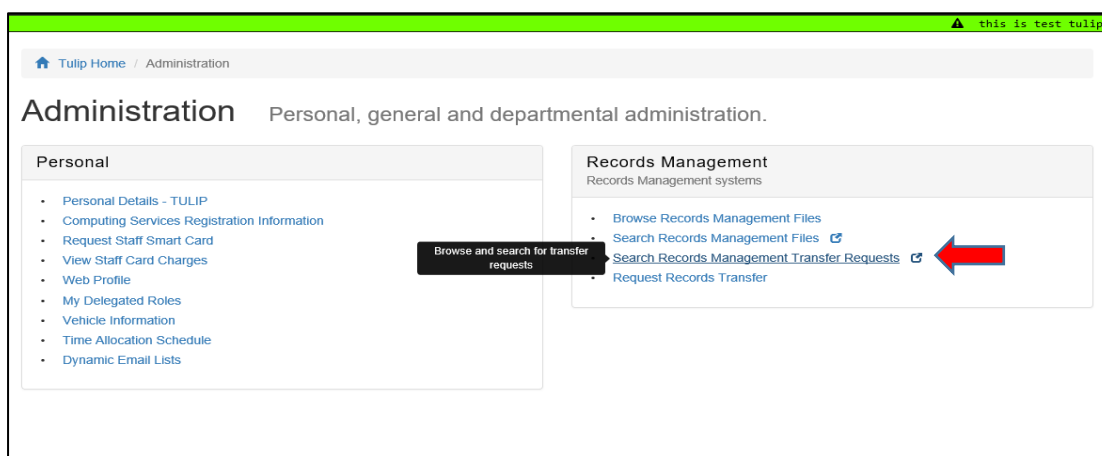 this is test tulip
Tulip Home / Administration
Administration Personal, general and departmental administration.
Personal
Personal Details - TULIP
Computing Services Registration Information
Request Staff Smart Card
View Staff Card Charges
Web Profile
My Delegated Roles
Vehicle Information
Time Allocation Schedule
Dynamic Email Lists
Records Management
Records Management systems
Browse Records Management Files
Search Records Management Files
Browse and search for transfer
requests
Search Records Management Transfer Requests
Request Records Transfer